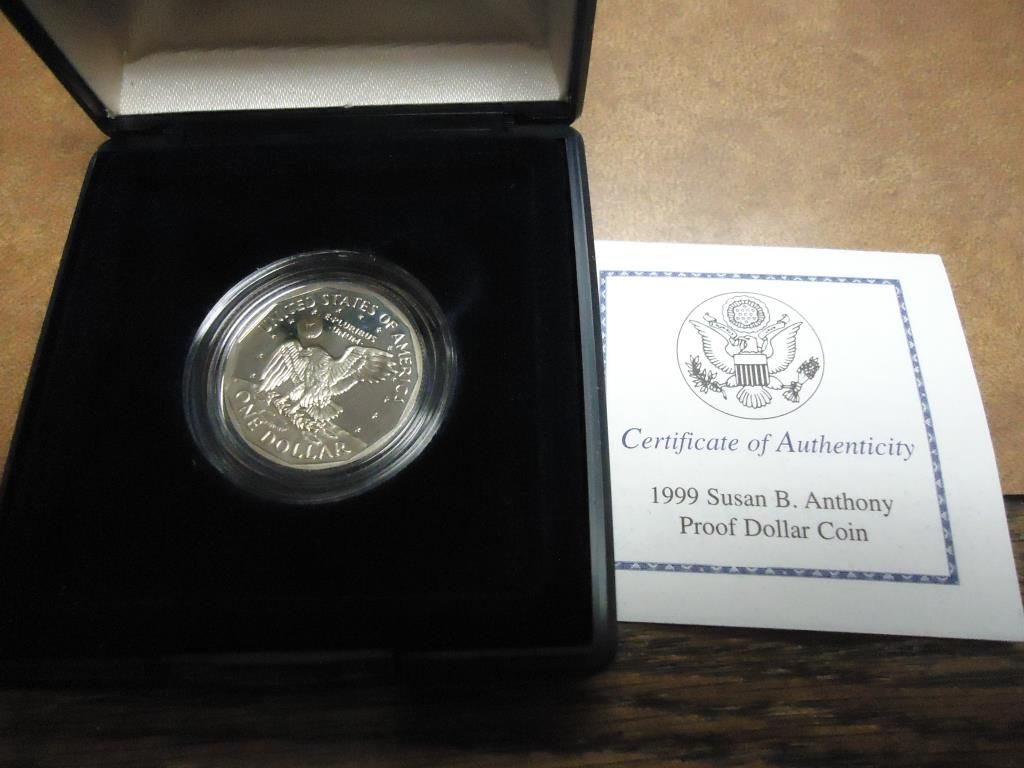 UNITED STATES OF AMERICA
E·PLURIBUS
UNUM
ONE DOLLAR
Certificate of Authenticity
1999 Susan B. Anthony
Proof Dollar Coin